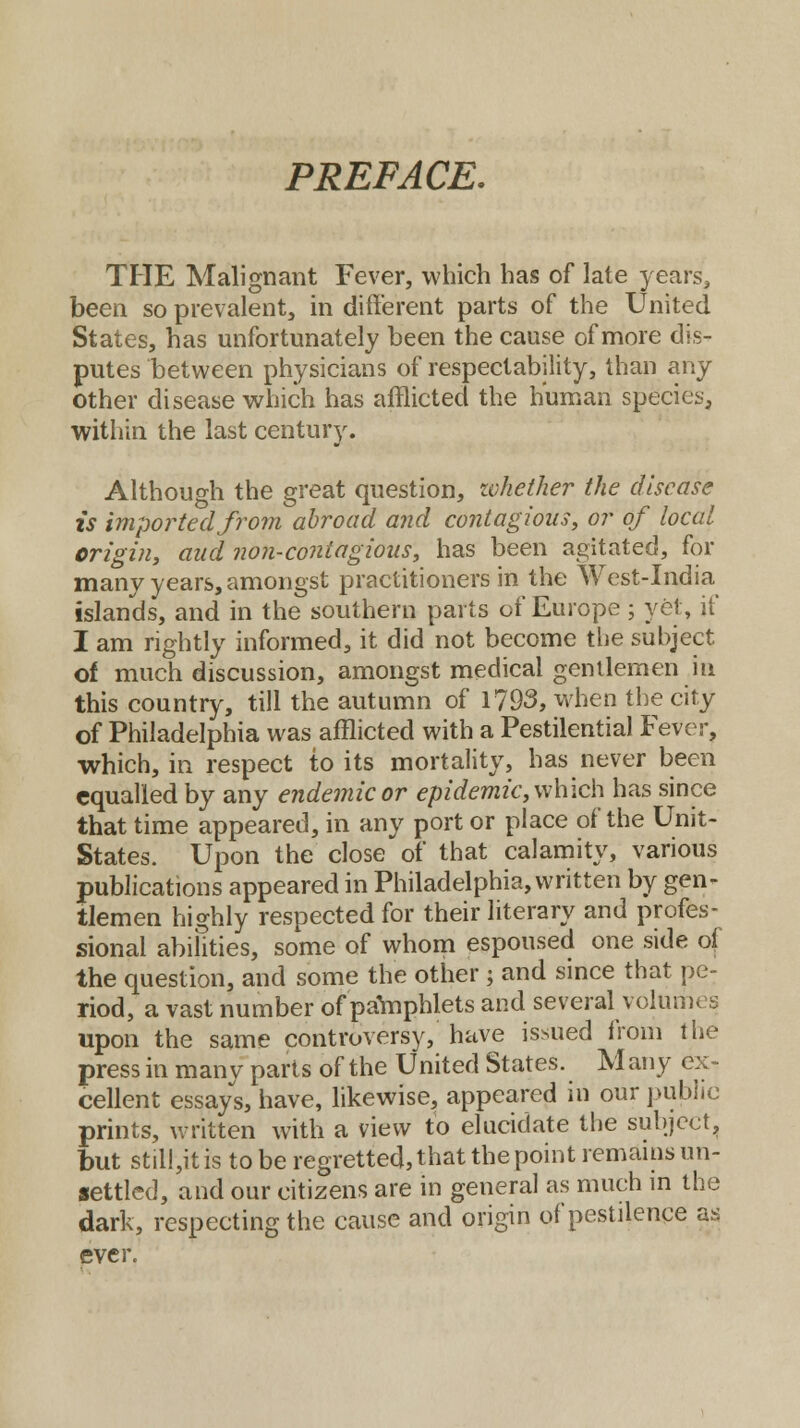 PREFACE.
THE Malignant Fever, which has of late years,
been so prevalent, in different parts of the United
States, has unfortunately been the cause of more dis-
putes between physicians of respectability, than any
other disease which has afflicted the human species,
within the last century.
Although the great question, whether the disease
is imported from abroad and contagious, or of local
origin, aud non-contagious, has been agitated, for
many years, amongst practitioners in the West-India
islands, and in the southern parts of Europe ; yet, if
I am rightly informed, it did not become the subject
of much discussion, amongst medical gentlemen in
this country, till the autumn of 1793, when the city
of Philadelphia was afflicted with a Pestilential Fever,
which, in respect to its mortality, has never been
equalled by any endemic or epidemic, which has since
that time appeared, in any port or place of the Unit-
States. Upon the close of that calamity, various
publications appeared in Philadelphia, written by gen-
tlemen highly respected for their literary and profes-
sional abilities, some of whom espoused one side of
the question, and some the other ; and since that pe-
riod, a vast number of pamphlets and several volumes
upon the same controversy, have issued from the
press in many parts of the United States. Many ex-
cellent essays, have, likewise, appeared in our public
prints, written with a view to elucidate the subject,
but still, it is to be regretted, that the point remains un-
settled, and our citizens are in general as much in the
dark, respecting the cause and origin of pestilence as
ever.